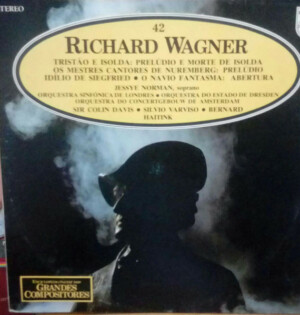 STEREO
42
RICHARD WAGNER
TRISTÃO E ISOLDA: PRELUDIO E MORTE DE ISOLDA
OS MESTRES CANTORES DE NUREMBERG: PRELUDIO
IDÍLIO DE SIEGFRIED • O NAVIO FANTASMA: ABERTURA
JESSYE NORMAN, soprano
ORQUESTRA SINFÔNICA DE LONDRES • ORQUESTRA DO ESTADO DE DRESDEN
ORQUESTRA DO CONCERTGEBOUW DE AMSTERDAM
SIR COLIN DAVIS • SILVIO VARVISO • BERNARD
HAITINK
GRANDES
COMPOSITORES